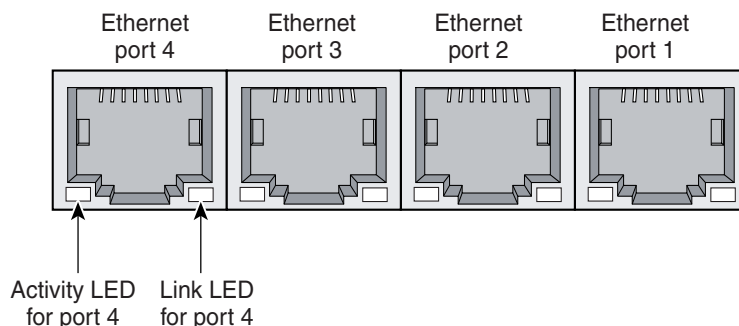 Ethernet
port 4
Ethernet
port 3
Ethernet
port 2
Ethernet
port 1
Activity LED
for port 4
Link LED
for port 4